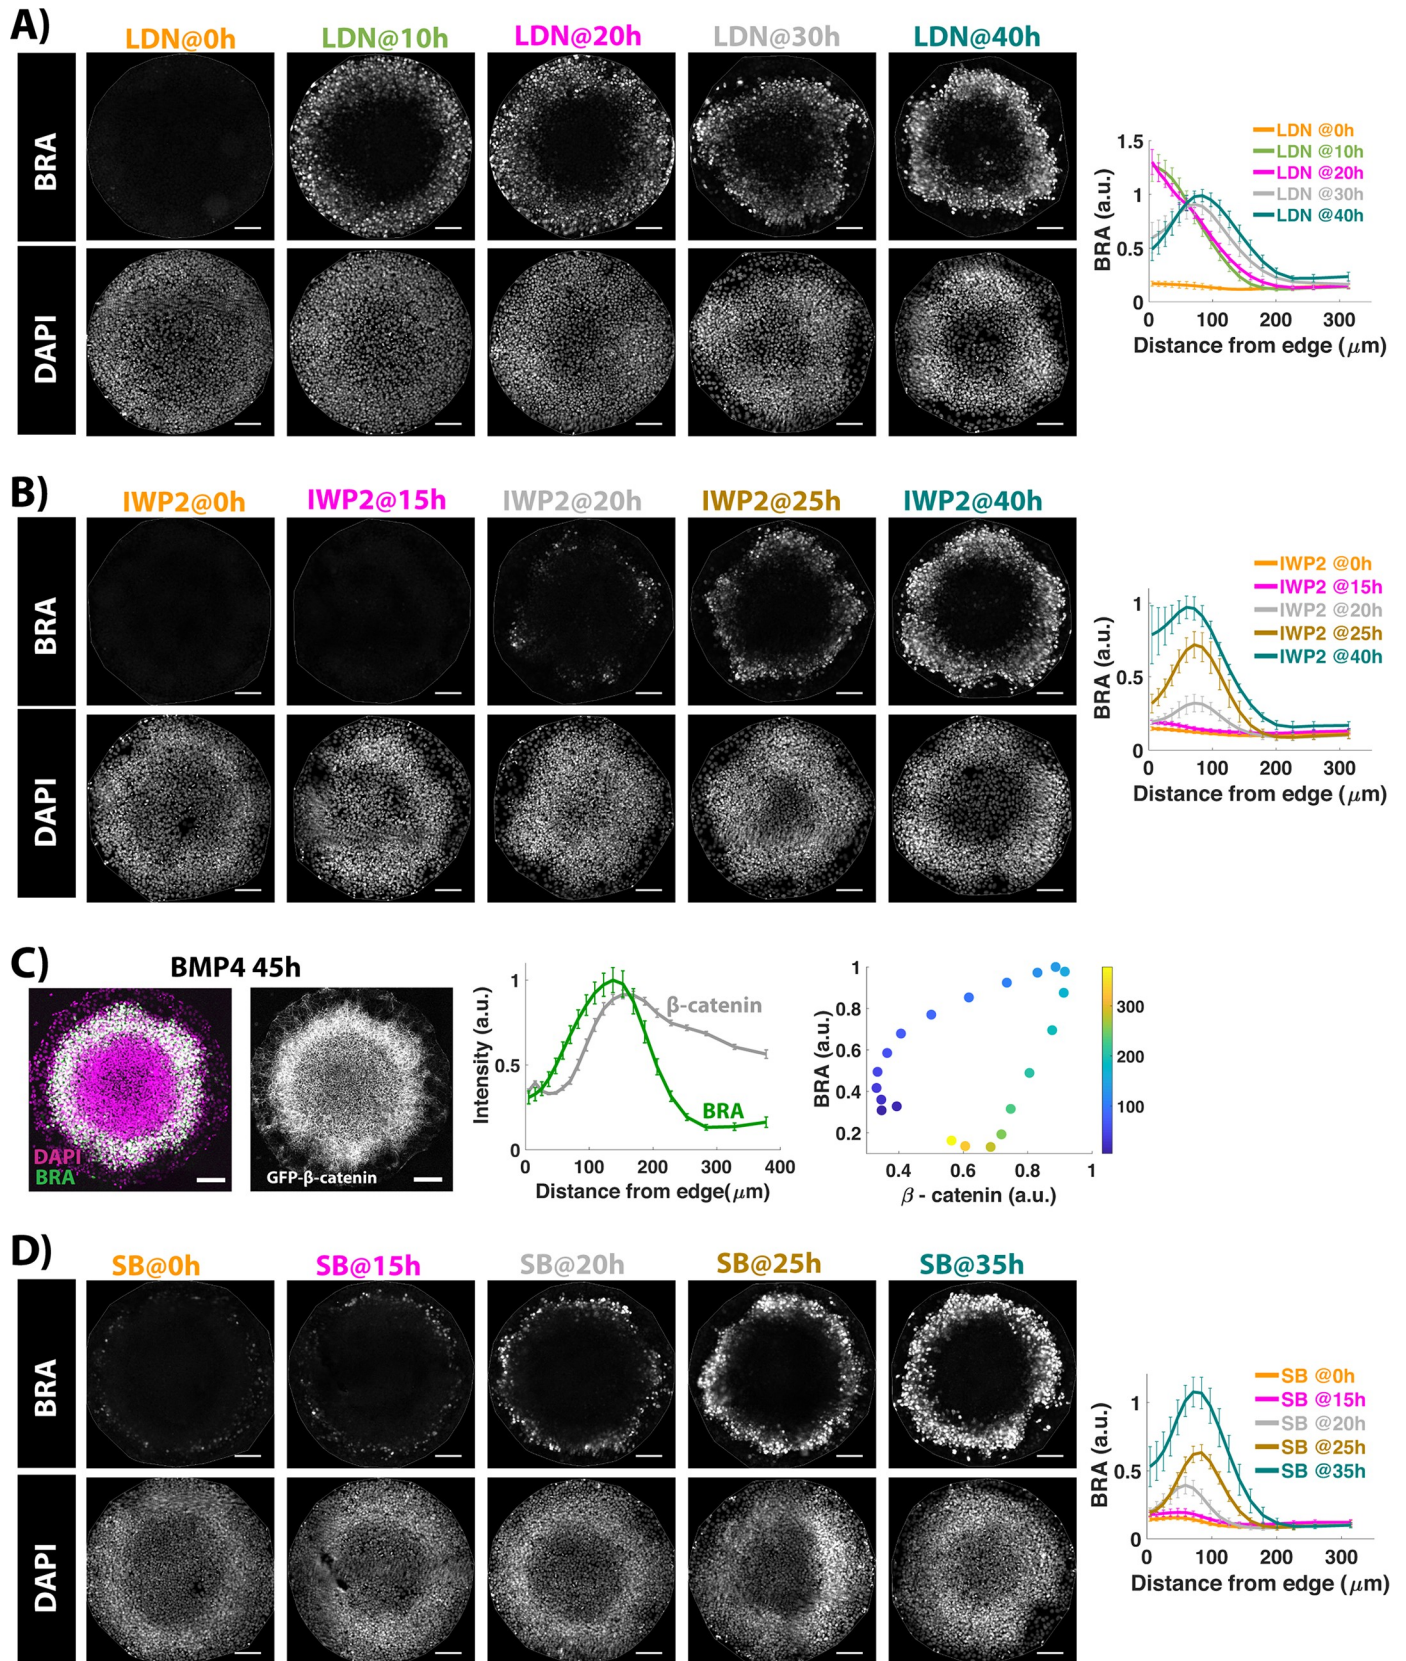 A)
LDN@0h LDN@10h LDN@20h LDN@30h LDN@40h
BRA
DAPI
LDN @0h
LDN @10h
LDN @20h
LDN @30h
LDN @40h
BRA (a.u.)
1.5
1
0.5
0
0 100 200 300
Distance from edge (μm)
B)
IWP2@0h IWP2@15h IWP2@20h IWP2@25h IWP2@40h
BRA
DAPI
IWP2 @0h
IWP2 @15h
IWP2 @20h
IWP2 @25h
IWP2 @40h
BRA (a.u.)
1
0.5
0
0 100 200 300
Distance from edge (μm)
C)
BMP4 45h
DAPI
BRA
GFP-β-catenin
Intensity (a.u.)
1
0.5
0
β-catenin
BRA
0 100 200 300 400
Distance from edge(μm)
BRA (a.u.)
1
0.8
0.6
0.4
0.2
0.4 0.6 0.8 1
β - catenin (a.u.)
300
200
100
D)
SB@0h SB@15h SB@20h SB@25h SB@35h
BRA
DAPI
SB @0h
SB @15h
SB @20h
SB @25h
SB @35h
BRA (a.u.)
1
0.5
0
0 100 200 300
Distance from edge (μm)